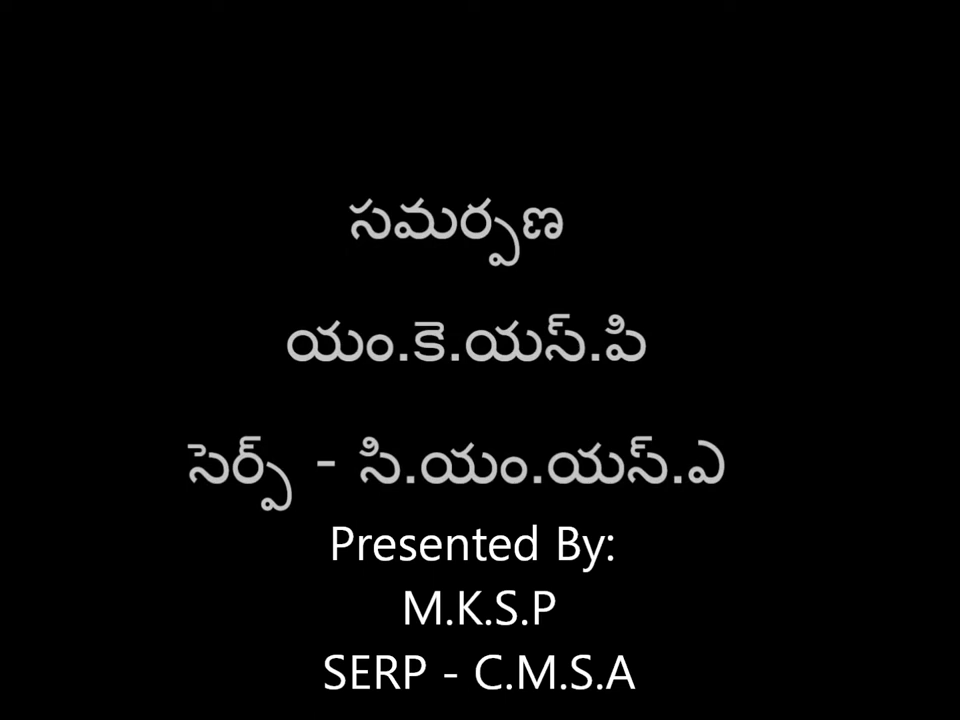 సమర్పణ
యం.కె.యస్.పి
సెర్ప్ - సి.యం.యస్.ఎ
Presented By:
M.K.S.P
SERP - C.M.S.A